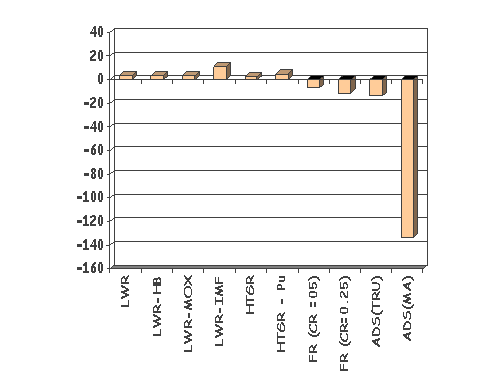 40
20
0
-20
-40
-60
-80
-100
-120
-140
-160
LWR
LWR-HB
LWR-MOX
LWR-IMF
HTGR
HTGR - Pu
FR (CR =05)
FR (CR=0.25)
ADS(TRU)
ADS(MA)